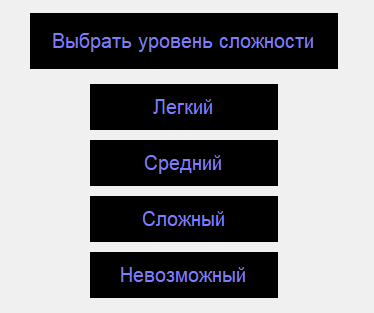 Выбрать уровень сложности
Легкий
Средний
Сложный
Невозможный